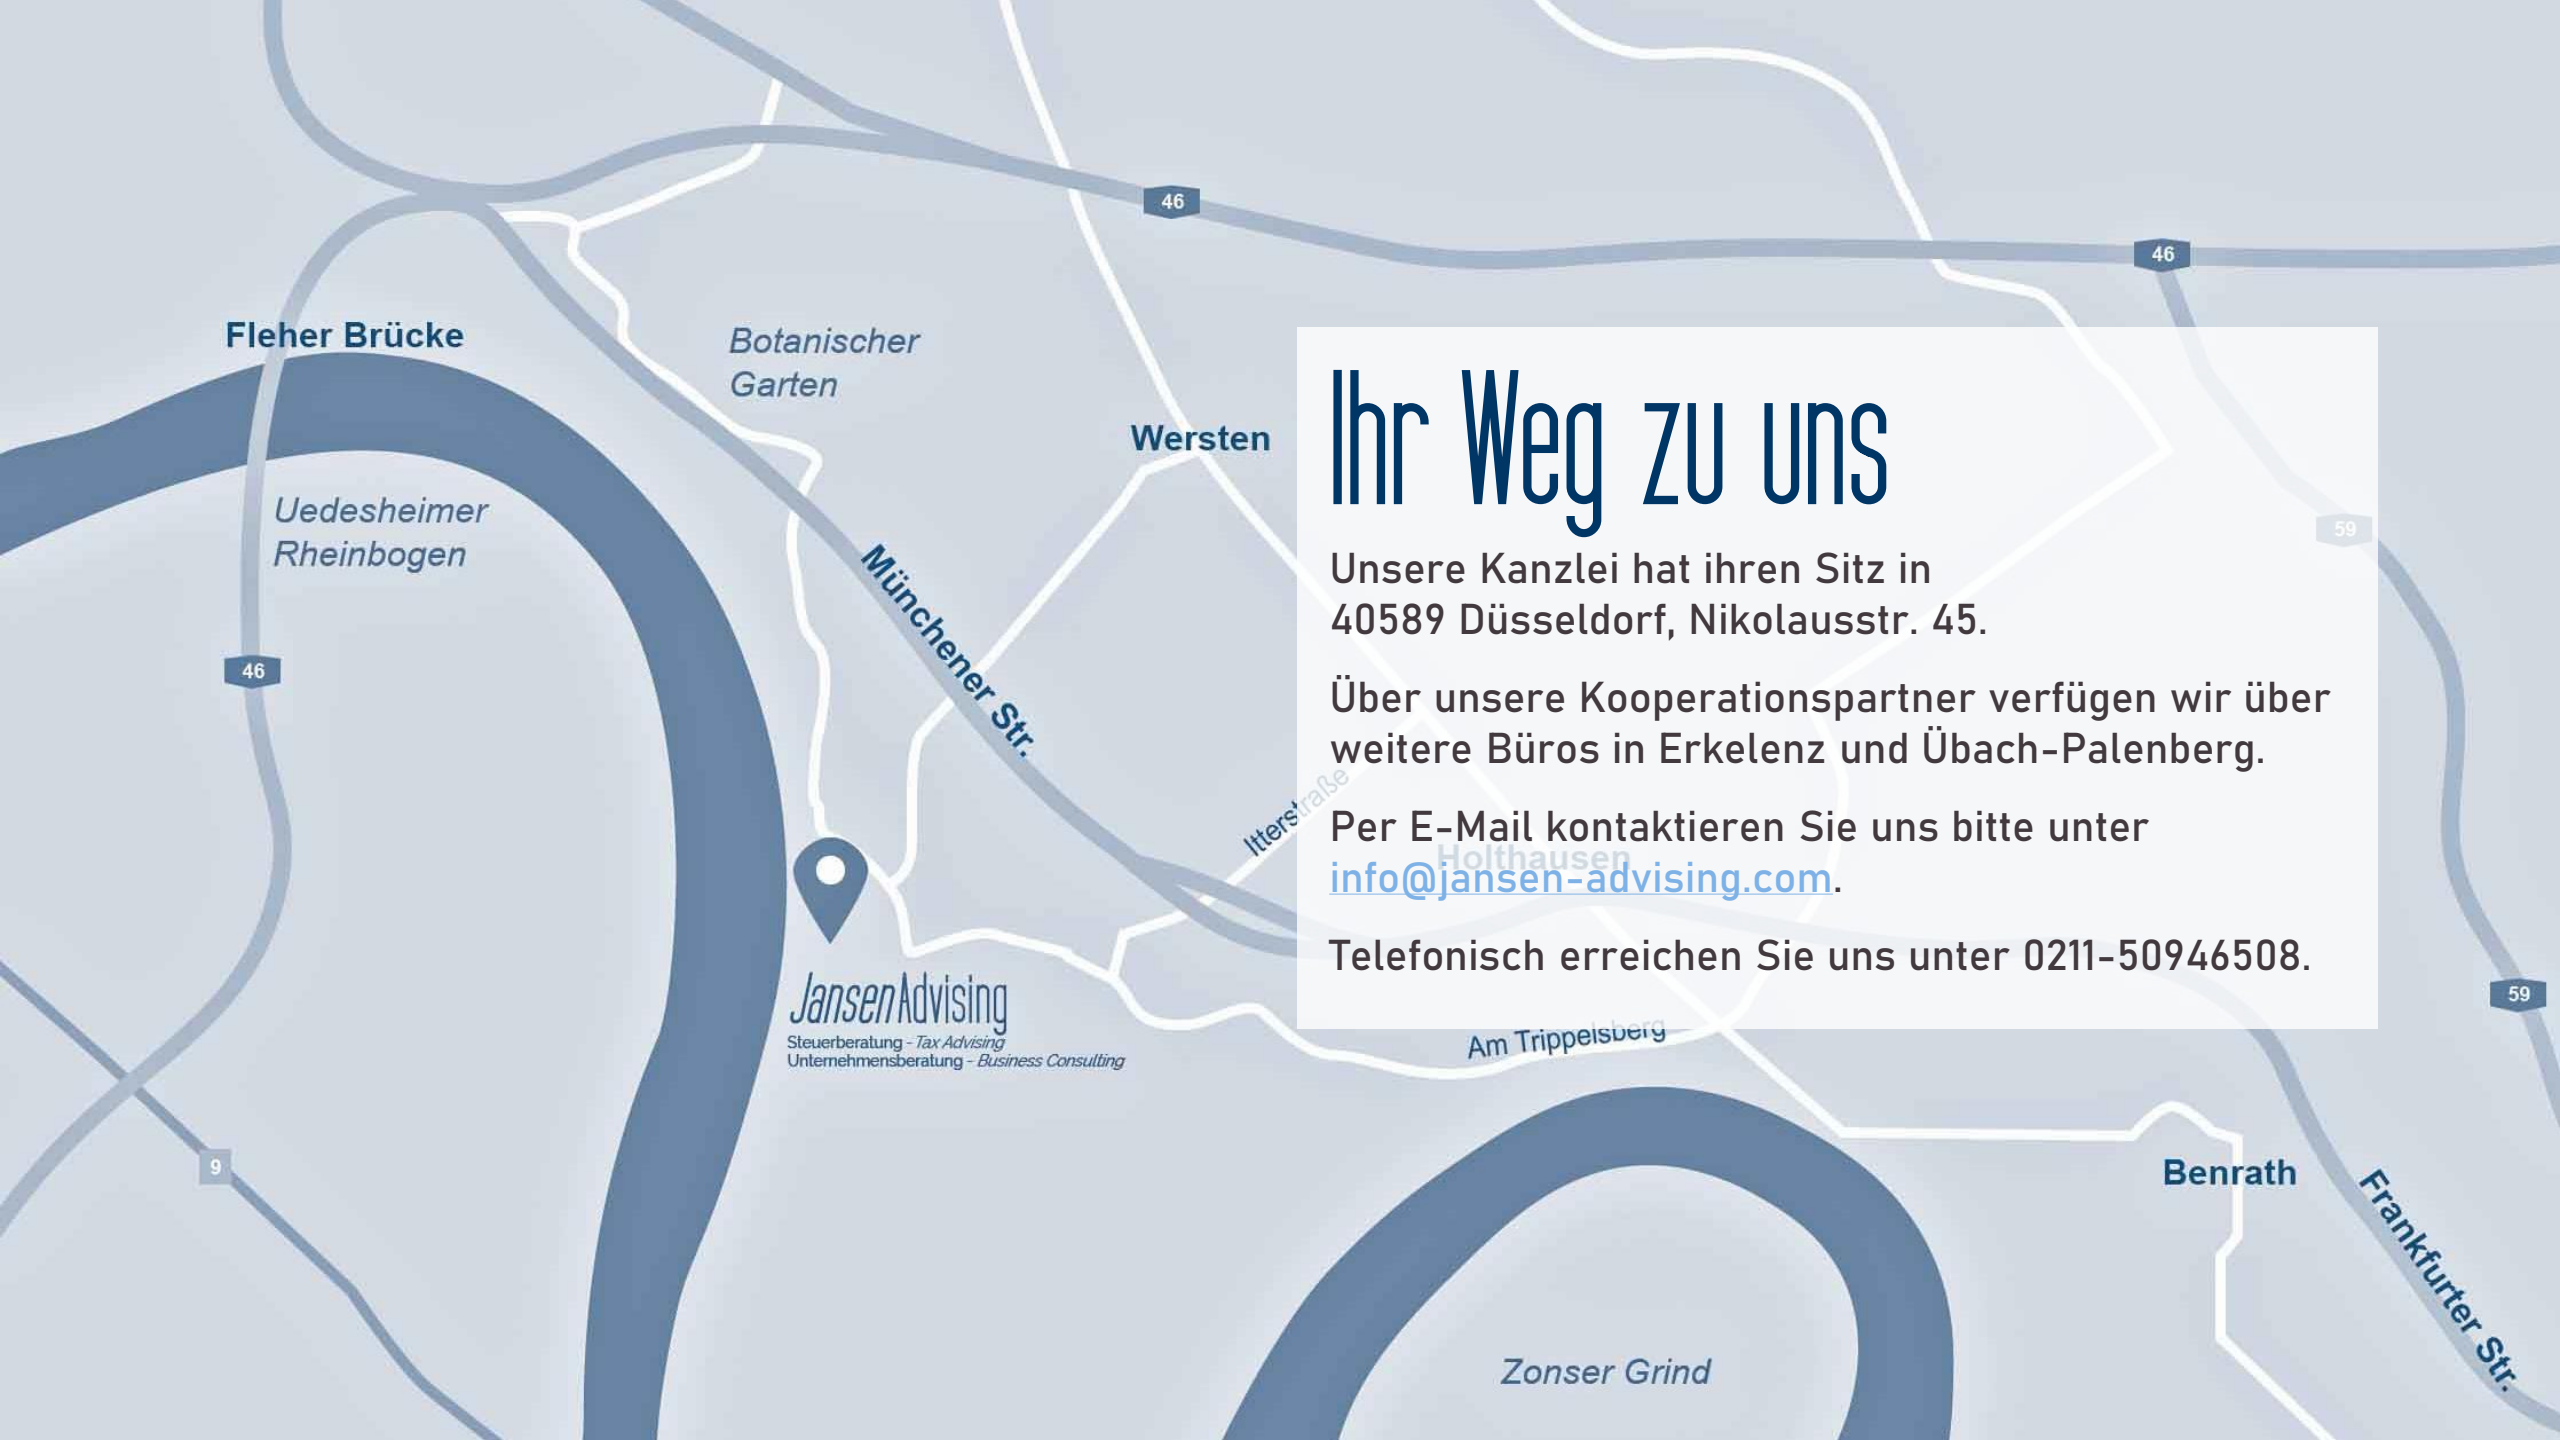 46
46
Fleher Brücke
Botanischer
Garten
Wersten
Uedesheimer
Rheinbogen
Münchener Str.
46
Ihr Weg zu uns
Unsere Kanzlei hat ihren Sitz in
40589 Düsseldorf, Nikolausstr. 45.
Über unsere Kooperationspartner verfügen wir über
weitere Büros in Erkelenz und Übach-Palenberg.
Per E-Mail kontaktieren Sie uns bitte unter
info@jansen-advising.com.
Telefonisch erreichen Sie uns unter 0211-50946508.
59
Itterstraße
Holthausen
59
JansenAdvising
Steuerberatung - Tax Advising
Unternehmensberatung - Business Consulting
Am Trippelsberg
9
Benrath
Frankfurter Str.
Zonser Grind